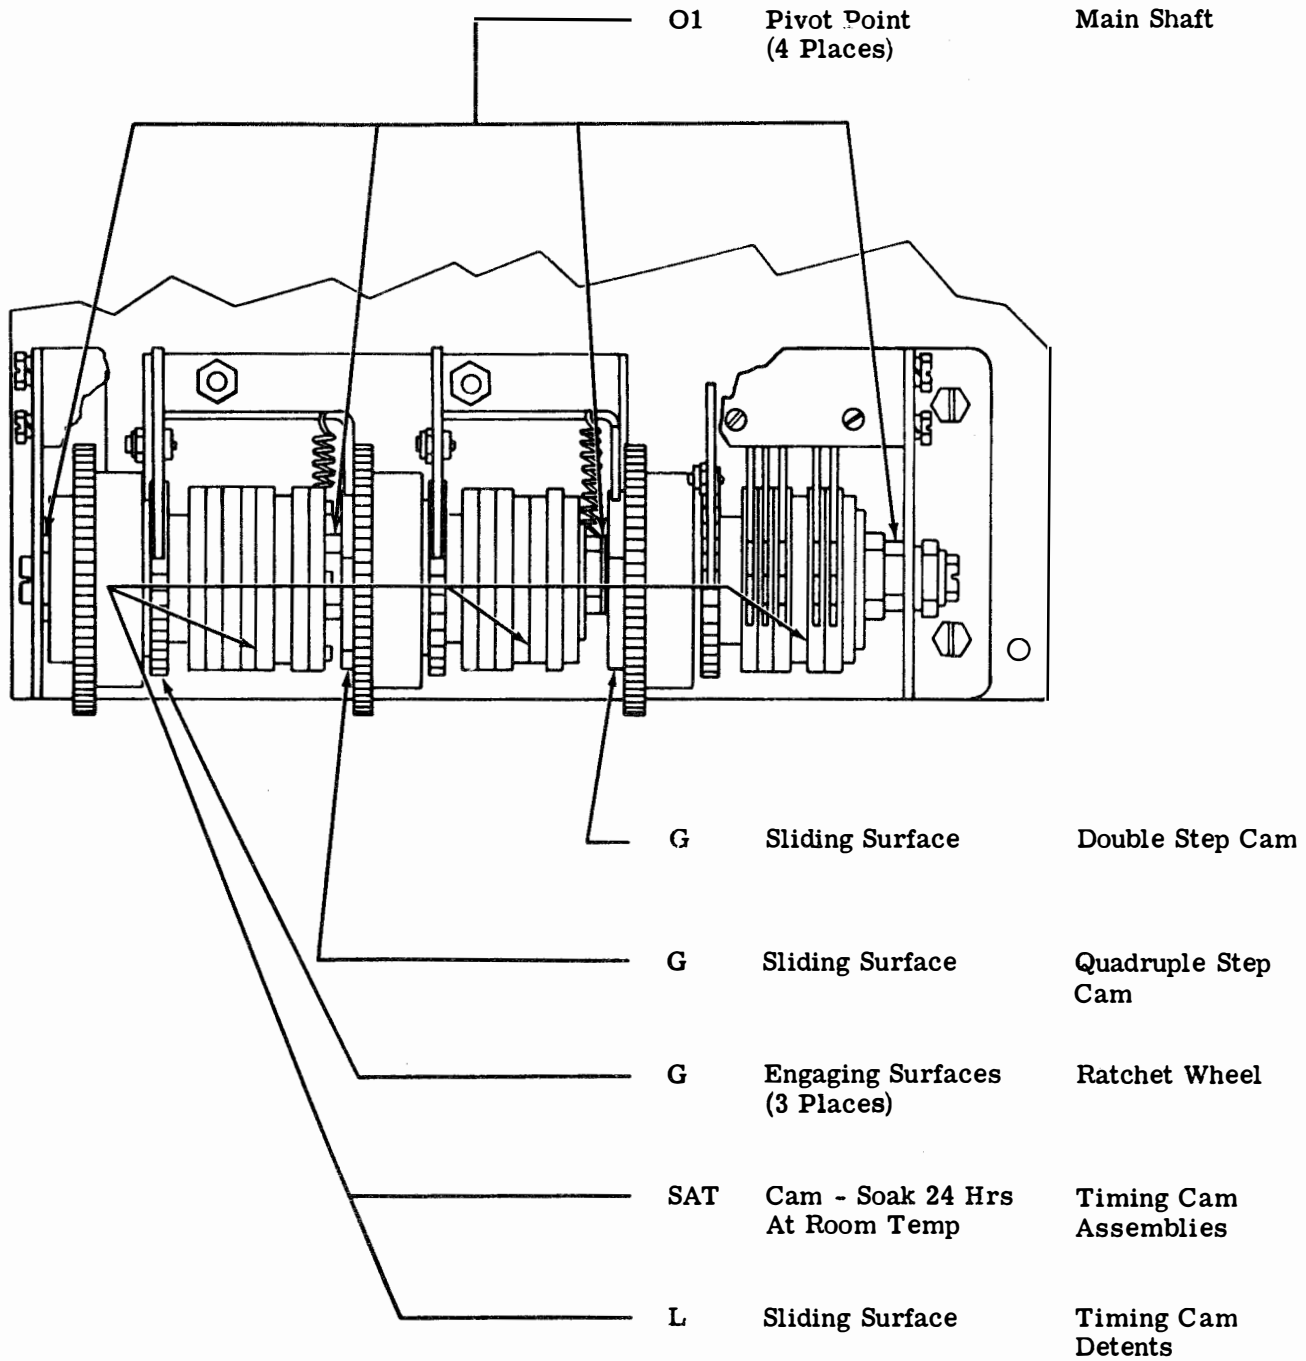 O1 Pivot Point Main Shaft
(4 Places)
G Sliding Surface Double Step Cam
G Sliding Surface Quadruple Step
Cam
G Engaging Surfaces Ratchet Wheel
(3 Places)
SAT Cam - Soak 24 Hrs Timing Cam
At Room Temp Assemblies
L Sliding Surface Timing Cam
Detents